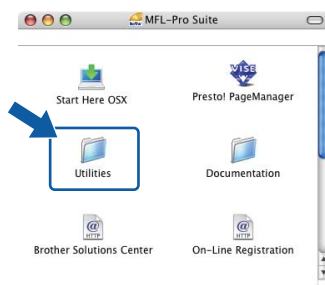 MFL-Pro Suite
Start Here OSX
Presto! PageManager
Utilities
Documentation
Brother Solutions Center
On-Line Registration